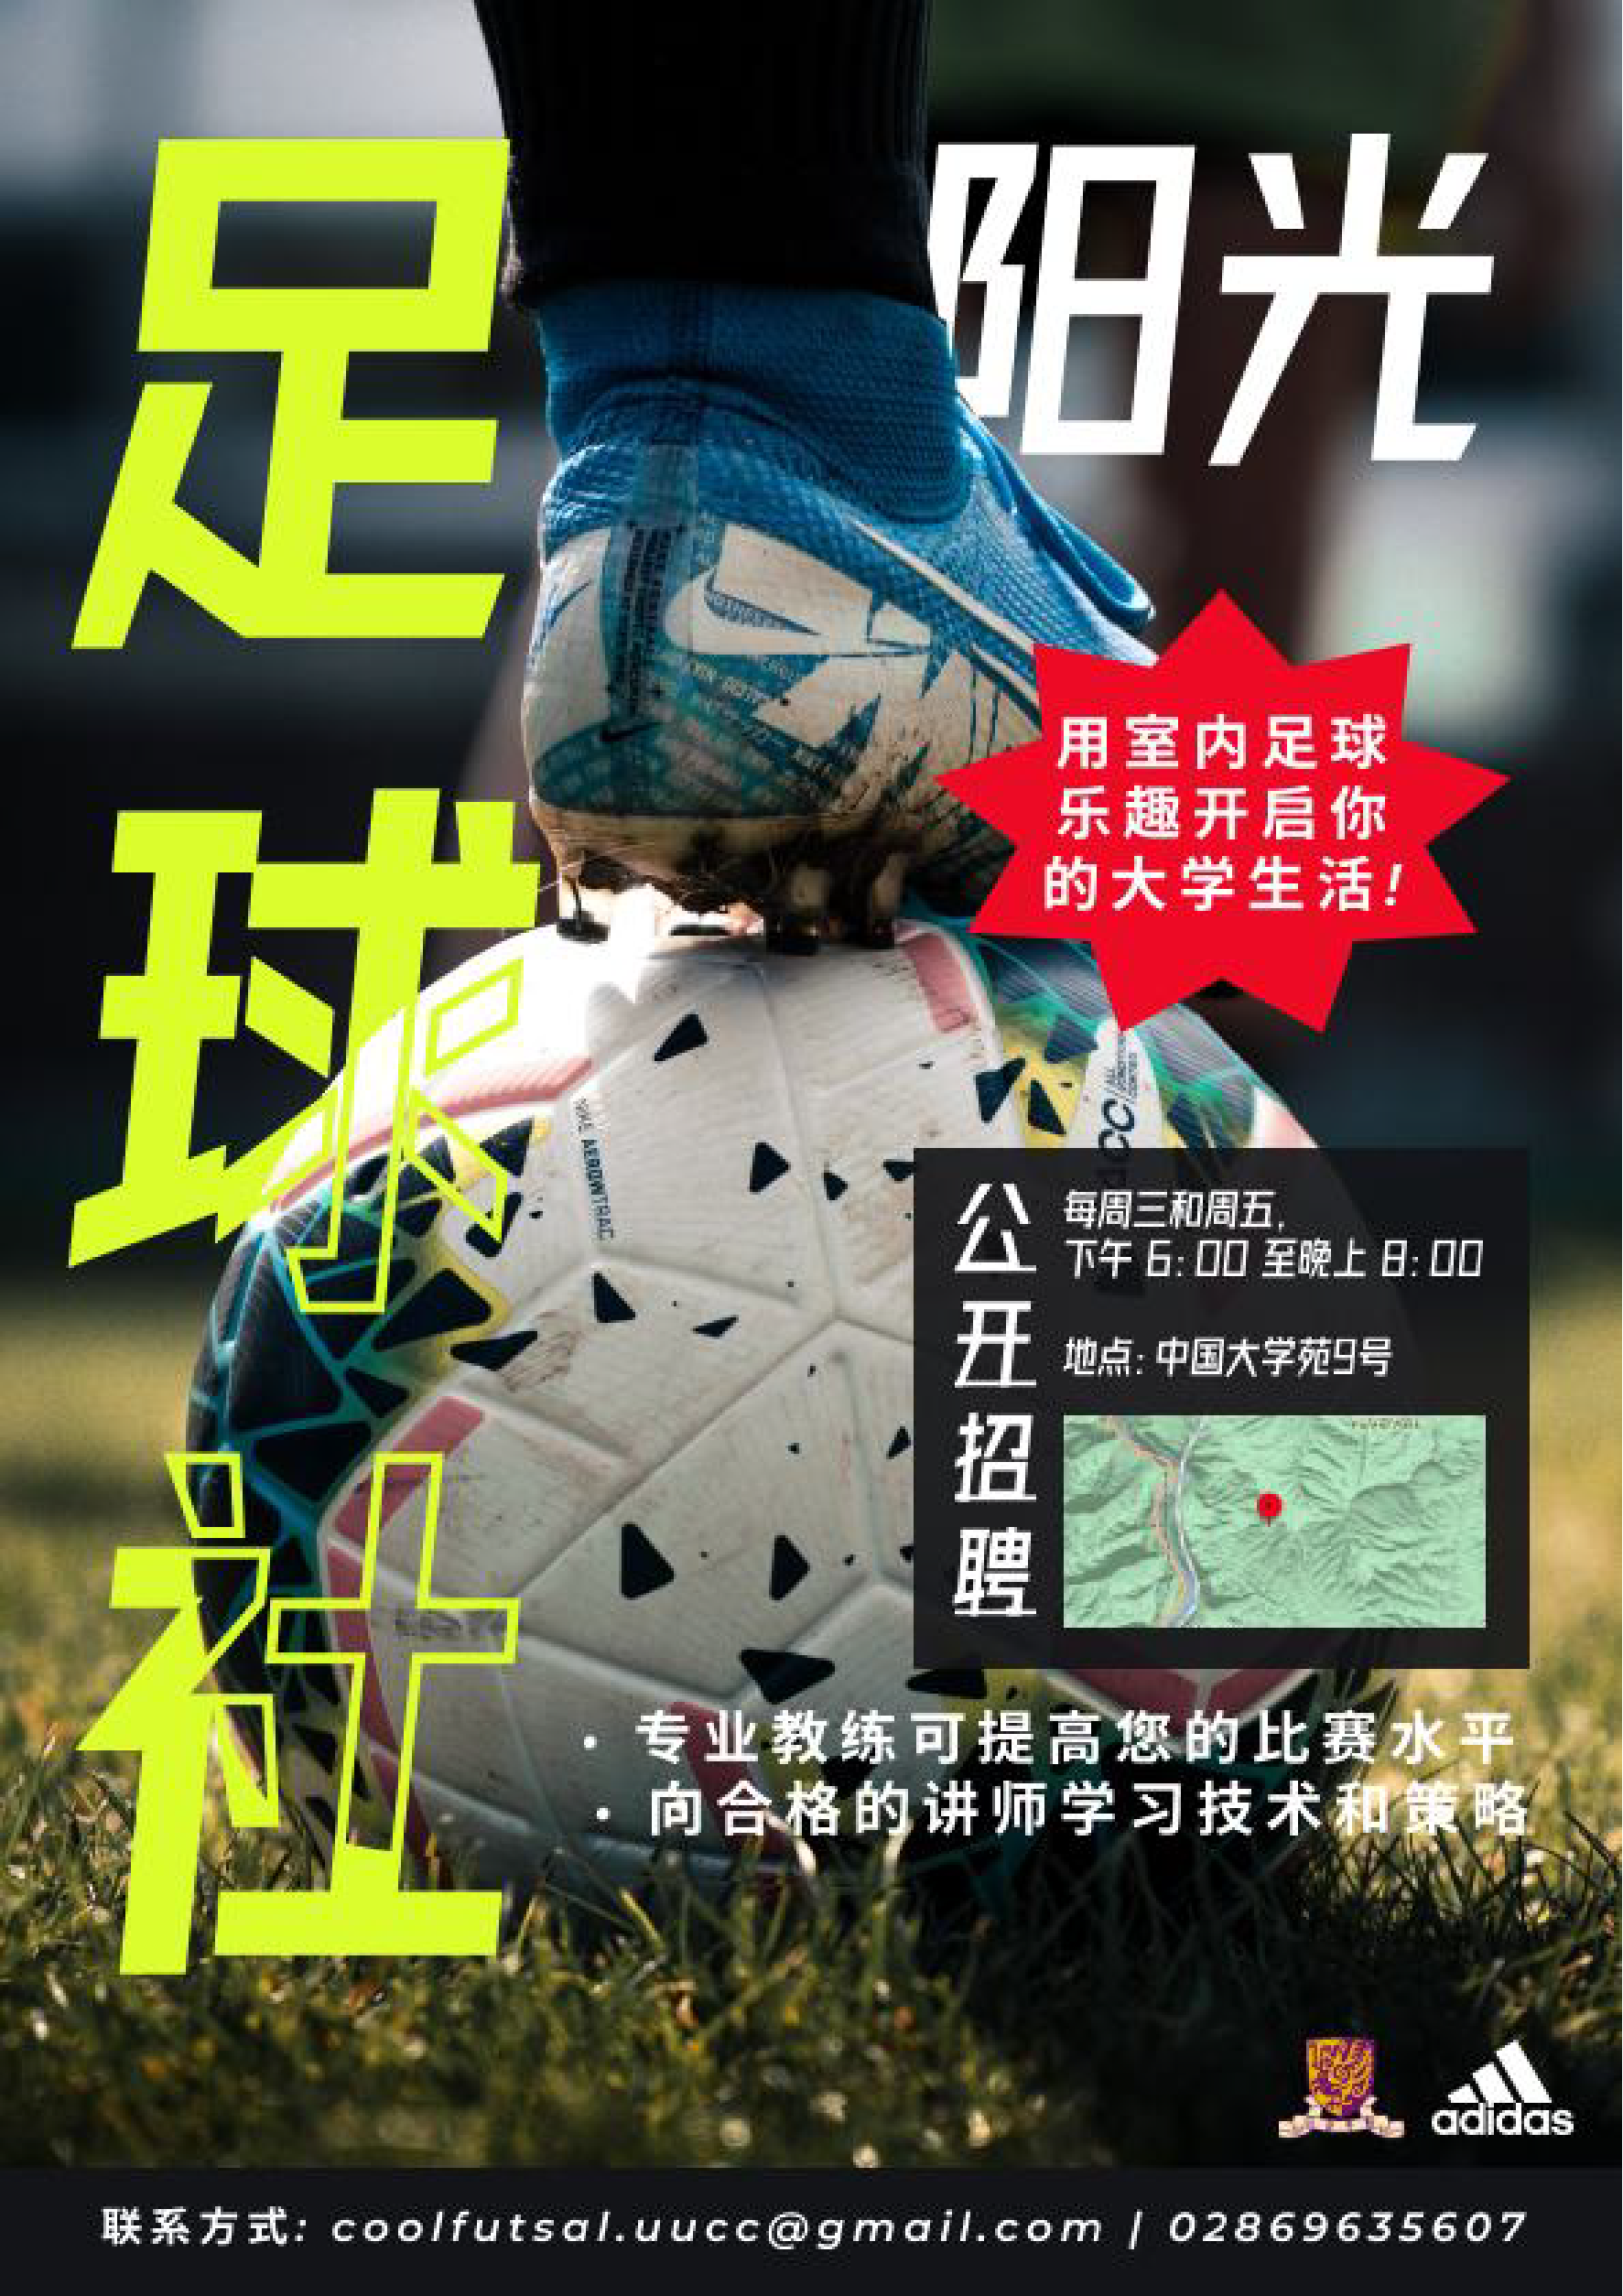 阳光
足
球
社
用室内足球
乐趣开启你
的大学生活!
NIKE AEROWTRAC
ACC
公
开
招
聘
每周三和周五,
下午 6:00 至晚上 8:00
地点: 中国大学苑9号
• 专业教练可提高您的比赛水平
• 向合格的讲师学习技术和策略
adidas
联系方式: coolfutsal.uucc@gmail.com | 02869635607